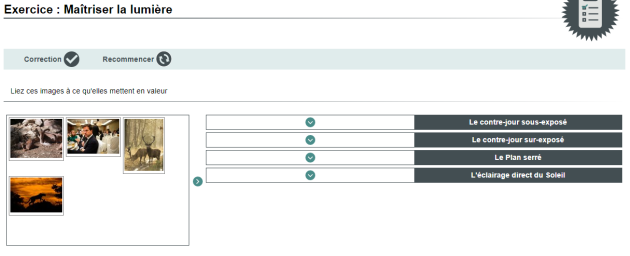 Exercice : Maîtriser la lumière
Correction
Recommencer
Liez ces images à ce qu'elles mettent en valeur
Le contre-jour sous-exposé
Le contre-jour sur-exposé
Le Plan serré
L'éclairage direct du Soleil